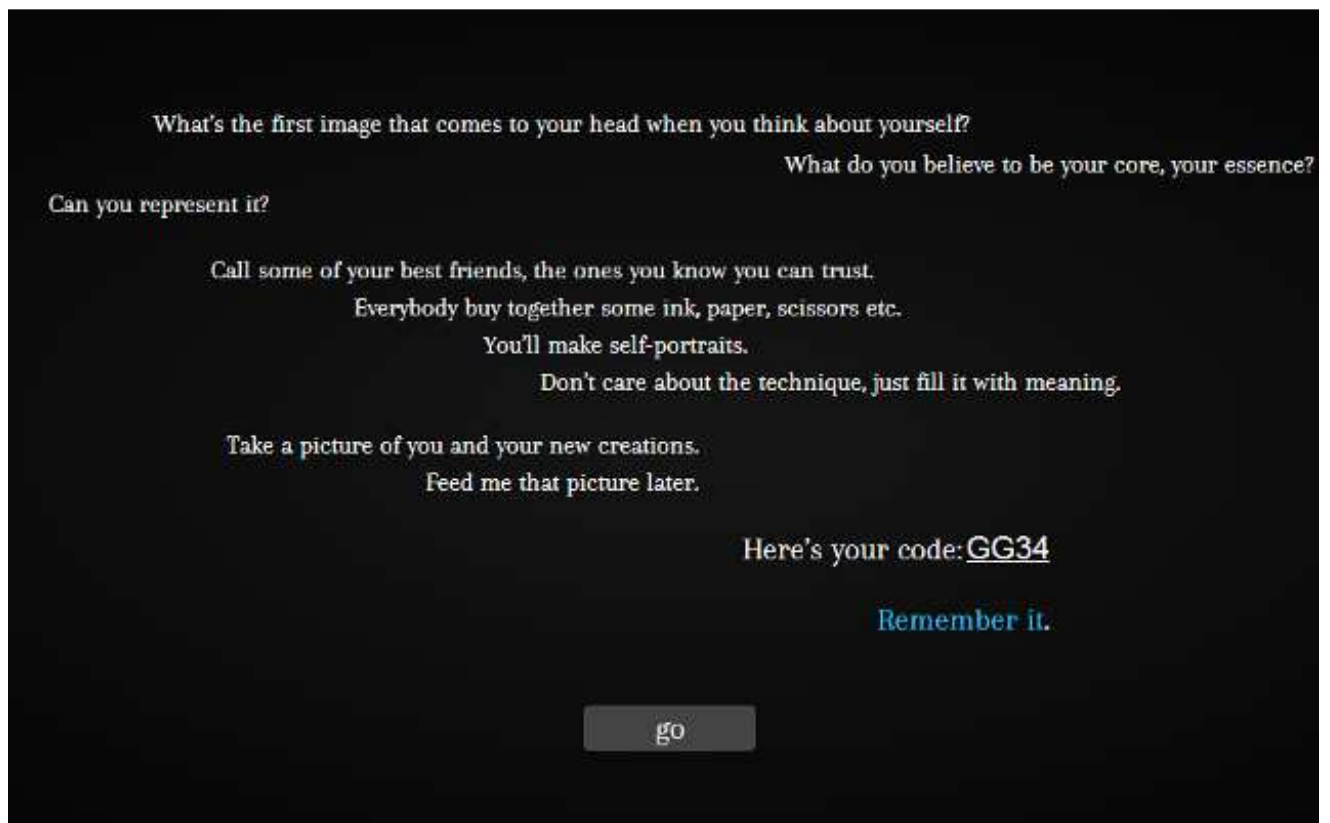 What's the first image that comes to your head when you think about yourself?
What do you believe to be your core, your essence?
Can you represent it?
Call some of your best friends, the ones you know you can trust.
Everybody buy together some ink, paper, scissors etc.
You'll make self-portraits.
Don't care about the technique, just fill it with meaning.
Take a picture of you and your new creations.
Feed me that picture later.
Here's your code: GG34
Remember it.
go